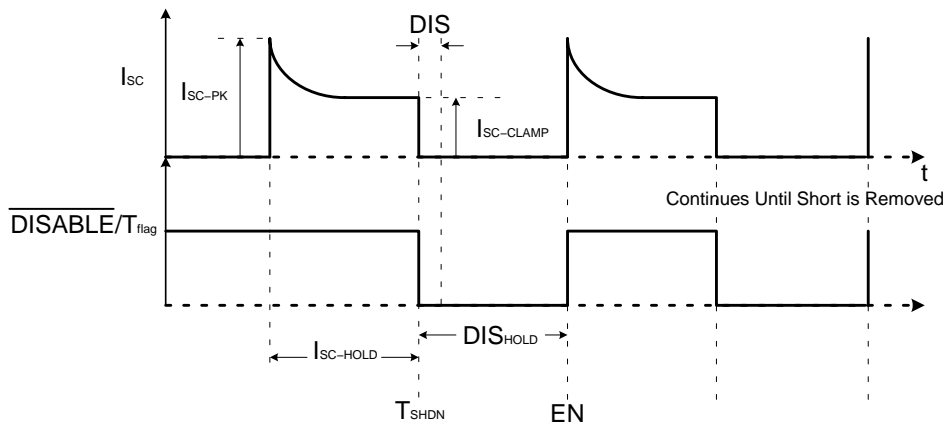 DIS
ISC
ISC–PK
ISC–CLAMP
t
Continues Until Short is Removed
DISABLE/Tflag
DISHOLD
ISC–HOLD
TSHDN
EN